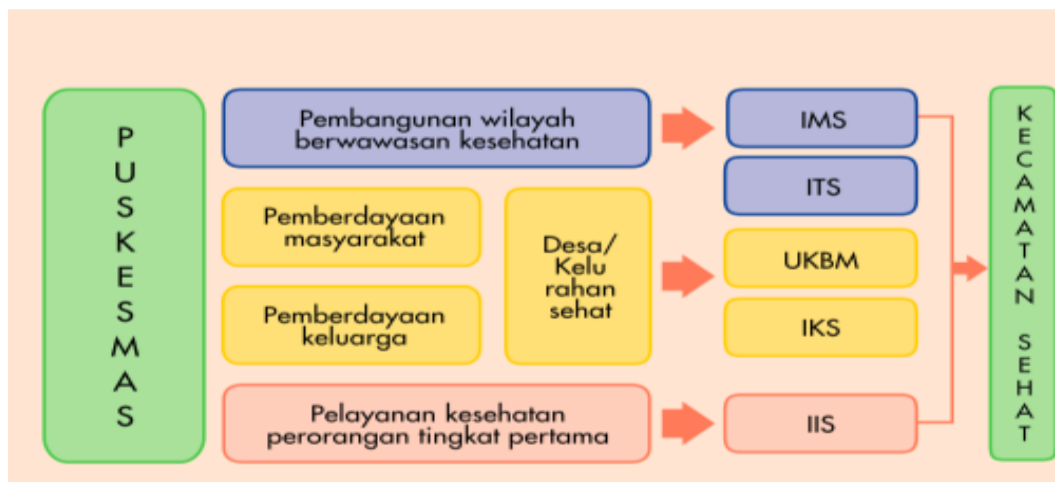 PUSKESMAS
Pembangunan wilayah
berwawasan kesehatan
Pemberdayaan
masyarakat
Pemberdayaan
keluarga
Desa/
Kelu
rahan
sehat
Pelayanan kesehatan
perorangan tingkat pertama
IMS
ITS
UKBM
IKS
IIS
KECAMATAN SEHAT